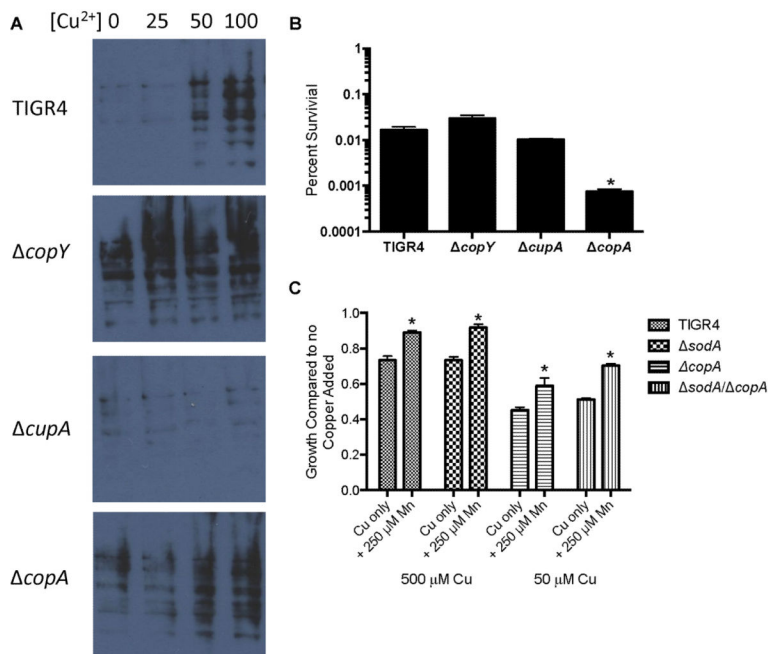 A
[Cu2+] 0 25 50 100
TIGR4
ΔcopY
ΔcupA
ΔcopA
B
Percent Survivial
1
0.1
0.01
0.001
0.0001
*
TIGR4 ΔcopY ΔcupA ΔcopA
C
Growth Compared to no
Copper Added
1.0
0.8
0.6
0.4
0.2
0.0
* * * *
Cu only
+ 250 µM Mn
Cu only
+ 250 µM Mn
Cu only
+ 250 µM Mn
Cu only
+ 250 µM Mn
500 µM Cu 50 µM Cu
TIGR4
ΔsodA
ΔcopA
ΔsodA/ΔcopA